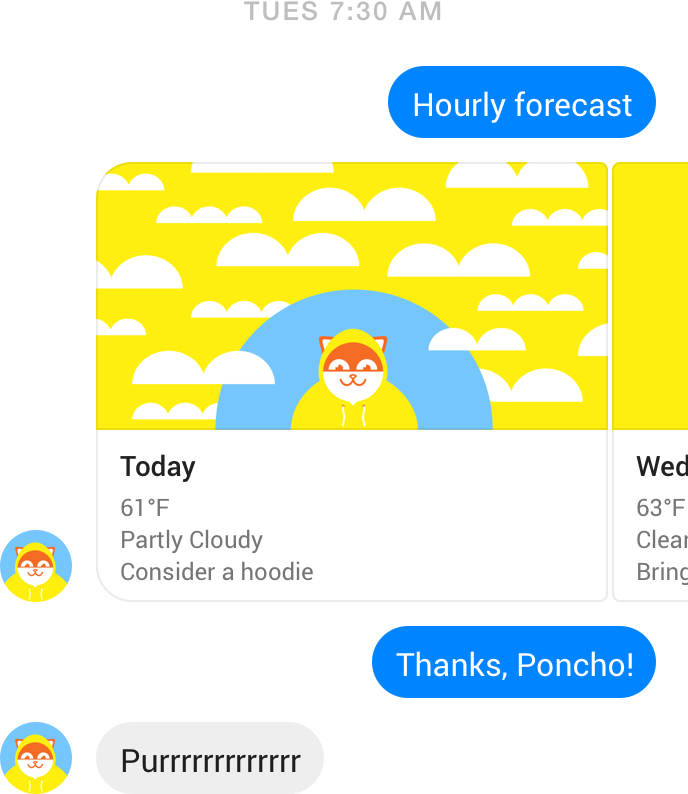 TUES 7:30 AM
Hourly forecast
Today
61°F
Partly Cloudy
Consider a hoodie
Wed
63°F
Clear
Bring
Thanks, Poncho!
Purrrrrrrrrrrrr